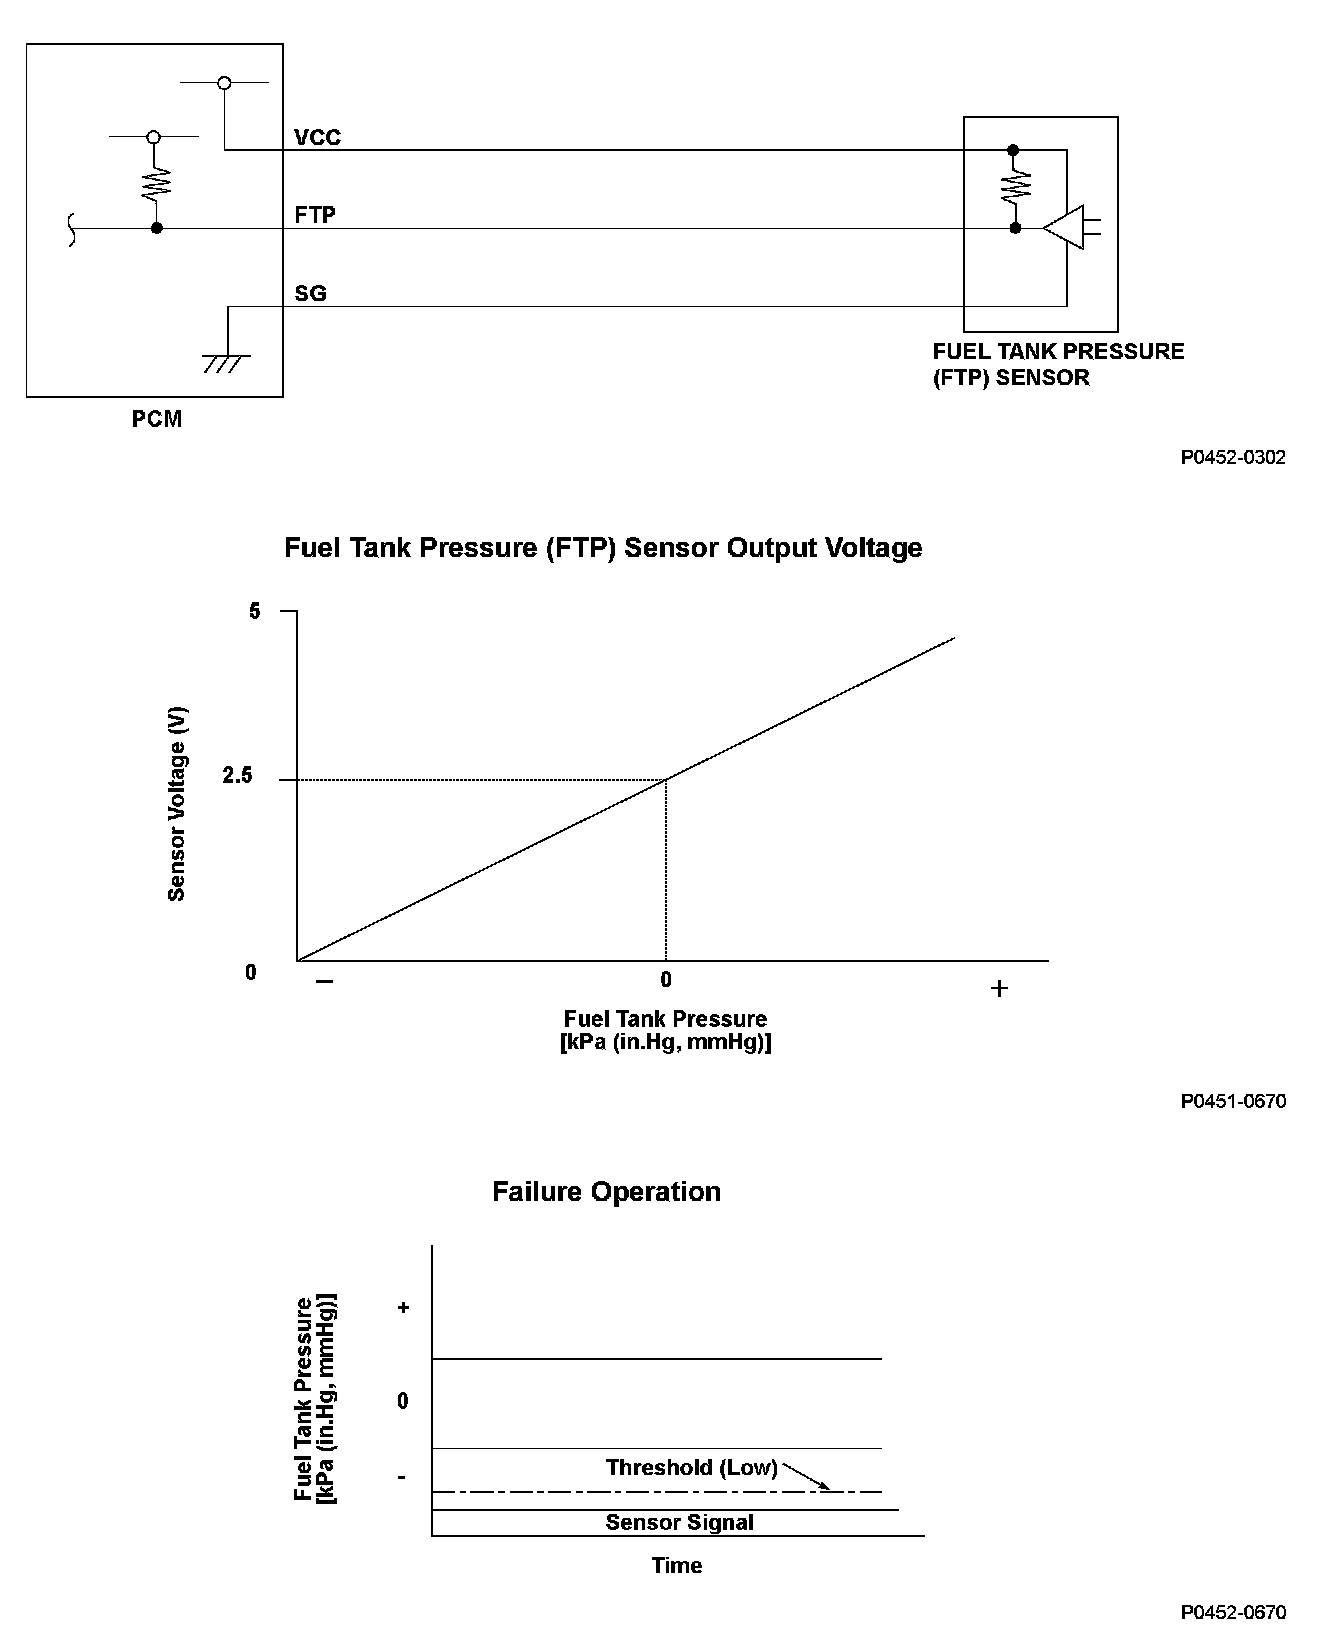 VCC
FTP
SG
PCM
FUEL TANK PRESSURE
(FTP) SENSOR
P0452-0302
Fuel Tank Pressure (FTP) Sensor Output Voltage
5
2.5
0
Sensor Voltage (V)
–
0
+
Fuel Tank Pressure
[kPa (in.Hg, mmHg)]
P0451-0670
Failure Operation
Fuel Tank Pressure
[kPa (in.Hg, mmHg)]
+
0
-
Threshold (Low)
Sensor Signal
Time
P0452-0670